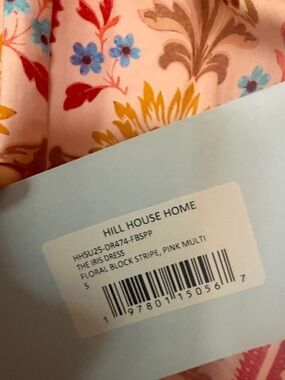 HILL HOUSE HOME
HHSU25-DR474-FBSPP
THE IRIS DRESS
FLORAL BLOCK STRIPE, PINK MULTI
S
1 97801 15056 7